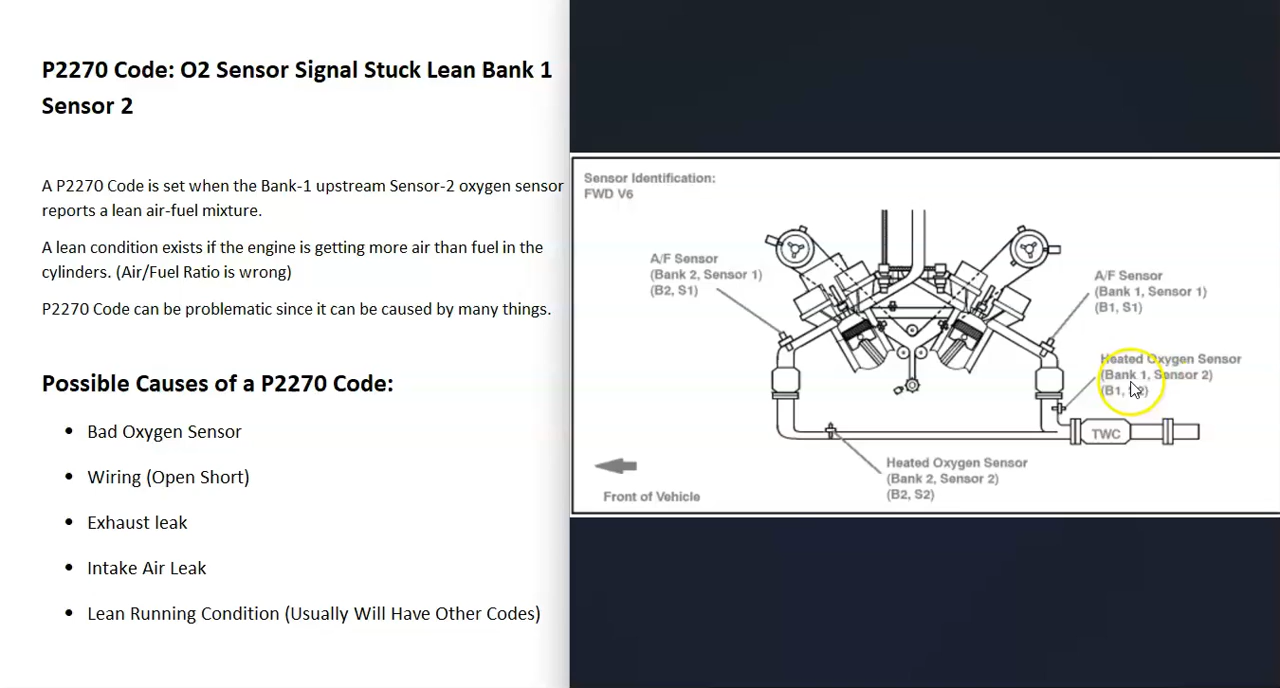 P2270 Code: O2 Sensor Signal Stuck Lean Bank 1
Sensor 2
A P2270 Code is set when the Bank-1 upstream Sensor-2 oxygen sensor
reports a lean air-fuel mixture.
A lean condition exists if the engine is getting more air than fuel in the
cylinders. (Air/Fuel Ratio is wrong)
P2270 Code can be problematic since it can be caused by many things.
Possible Causes of a P2270 Code:
• Bad Oxygen Sensor
• Wiring (Open Short)
• Exhaust leak
• Intake Air Leak
• Lean Running Condition (Usually Will Have Other Codes)
Sensor Identification:
FWD V6
A/F Sensor
(Bank 2, Sensor 1)
(B2, S1)
A/F Sensor
(Bank 1, Sensor 1)
(B1, S1)
Heated Oxygen Sensor
(Bank 1, Sensor 2)
(B1, S2)
TWC
Heated Oxygen Sensor
(Bank 2, Sensor 2)
(B2, S2)
Front of Vehicle